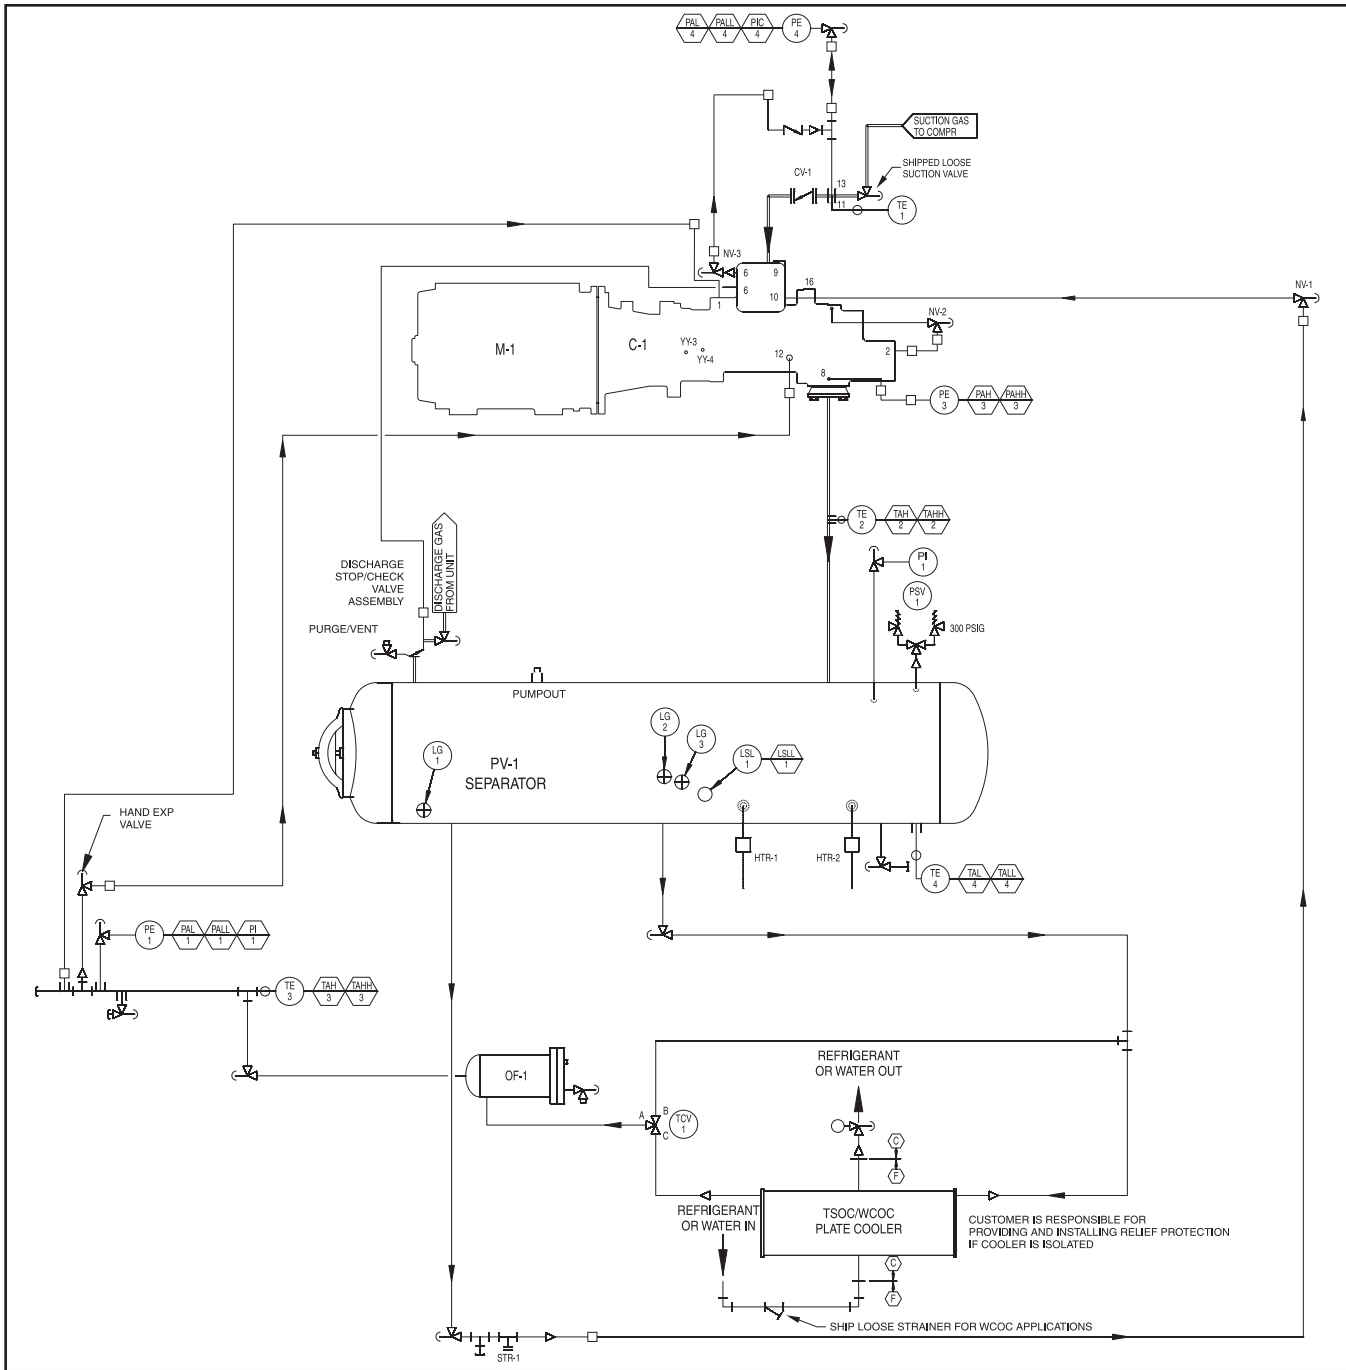 PAL PALL PIC PE
4 4 4 4
SUCTION GAS
TO COMPR
SHIPPED LOOSE
SUCTION VALVE
CV-1
13
11
TE
1
NV-3
6
9
6
10
1
16
NV-1
NV-2
M-1
C-1
YY-3
YY-4
12
2
8
PE PAH PAHH
3 3 3
TE TAH TAHH
2 2 2
DISCHARGE
STOP/CHECK
VALVE
ASSEMBLY
DISCHARGE GAS
FROM UNIT
PI
1
PSV
1
300 PSIG
PURGE/VENT
PUMPOUT
LG
1
PV-1
SEPARATOR
LG
2
LG
3
LSL LSLL
1 1
HAND EXP
VALVE
HTR-1
HTR-2
TE TAL TALL
4 4 4
PE PAL PALL PI
1 1 1 1
TE TAH TAHH
3 3 3
OF-1
REFRIGERANT
OR WATER OUT
A
B
C
TCV
1
C
F
REFRIGERANT
OR WATER IN
TSOC/WCOC
PLATE COOLER
CUSTOMER IS RESPONSIBLE FOR
PROVIDING AND INSTALLING RELIEF PROTECTION
IF COOLER IS ISOLATED
C
F
SHIP LOOSE STRAINER FOR WCOC APPLICATIONS
STR-1